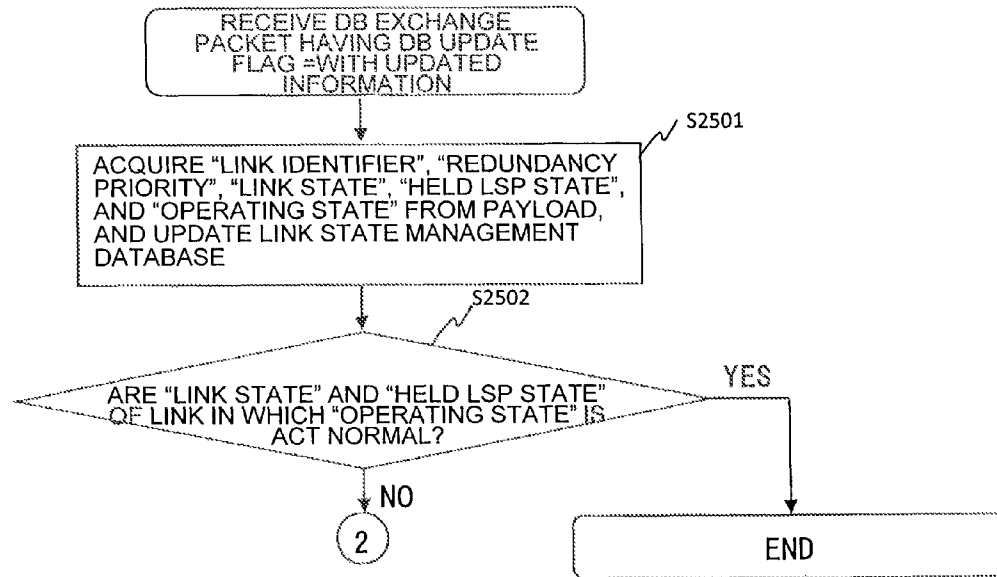 RECEIVE DB EXCHANGE
PACKET HAVING DB UPDATE
FLAG =WITH UPDATED
INFORMATION
S2501
ACQUIRE “LINK IDENTIFIER”, “REDUNDANCY
PRIORITY”, “LINK STATE”, “HELD LSP STATE”,
AND “OPERATING STATE” FROM PAYLOAD,
AND UPDATE LINK STATE MANAGEMENT
DATABASE
S2502
ARE “LINK STATE” AND “HELD LSP STATE”
OF LINK IN WHICH “OPERATING STATE” IS
ACT NORMAL?
YES
NO
2
END